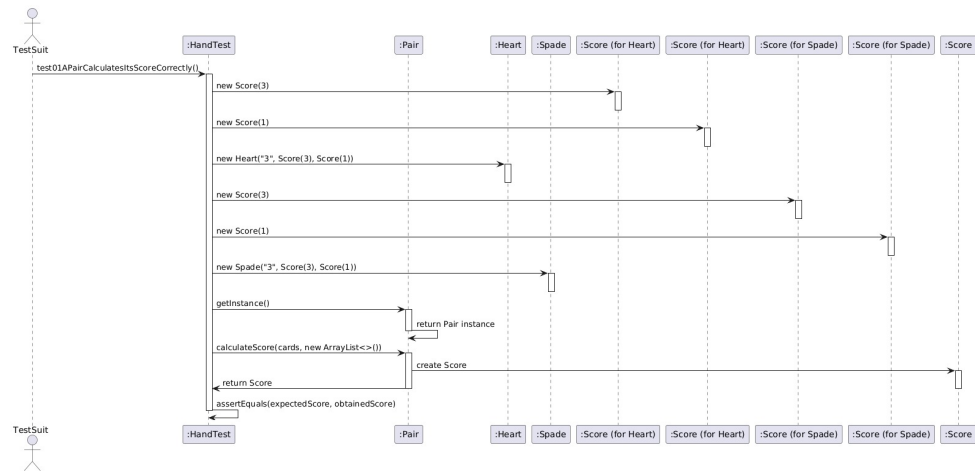 TestSuit
:HandTest
:Pair
:Heart
:Spade
:Score (for Heart)
:Score (for Heart)
:Score (for Spade)
:Score (for Spade)
:Score
test01APairCalculatesItsScoreCorrectly()
new Score(3)
new Score(1)
new Heart("3", Score(3), Score(1))
new Score(3)
new Score(1)
new Spade("3", Score(3), Score(1))
getInstance()
return Pair instance
calculateScore(cards, new ArrayList<>())
create Score
return Score
assertEquals(expectedScore, obtainedScore)
TestSuit
:HandTest
:Pair
:Heart
:Spade
:Score (for Heart)
:Score (for Heart)
:Score (for Spade)
:Score (for Spade)
:Score